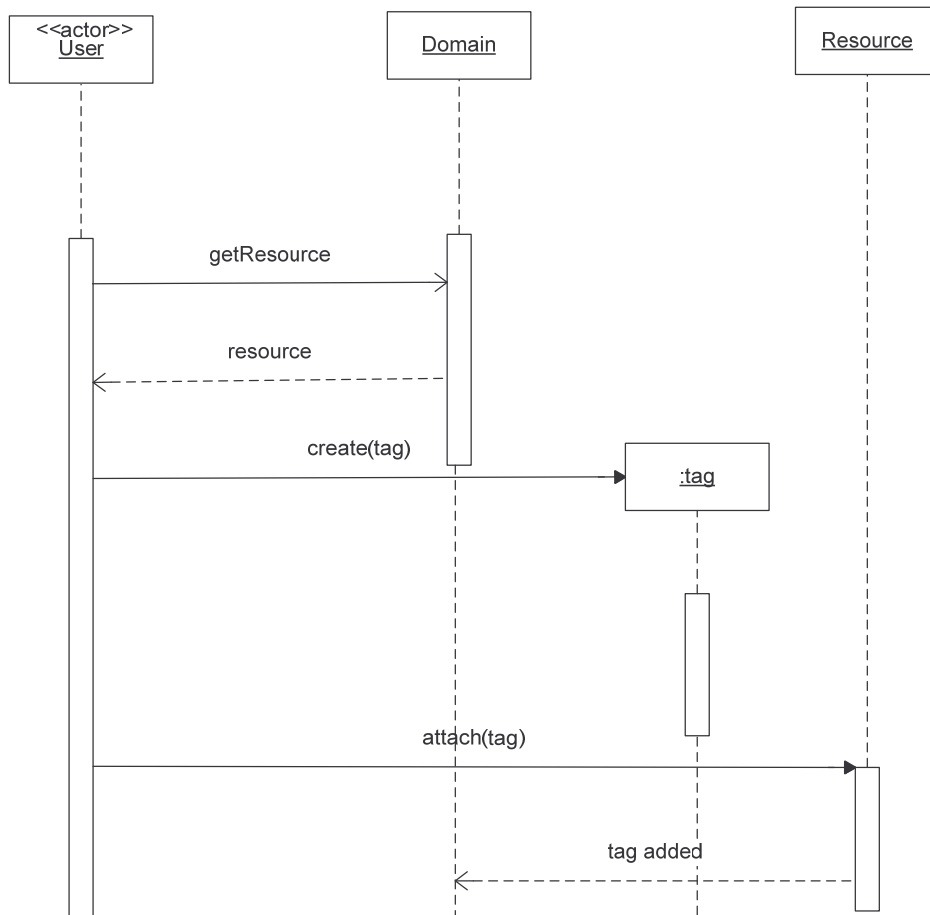 <<actor>>
User
Domain
Resource
getResource
resource
create(tag)
:tag
attach(tag)
tag added